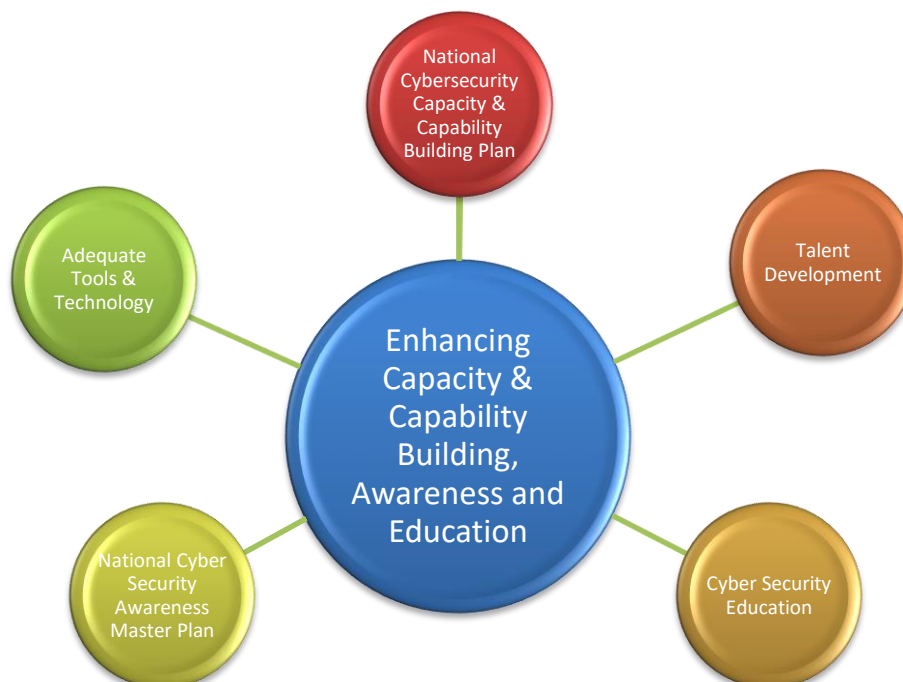 National
Cybersecurity
Capacity &
Capability
Building Plan
Adequate
Tools &
Technology
Talent
Development
Enhancing
Capacity &
Capability
Building,
Awareness and
Education
National Cyber
Security
Awareness
Master Plan
Cyber Security
Education